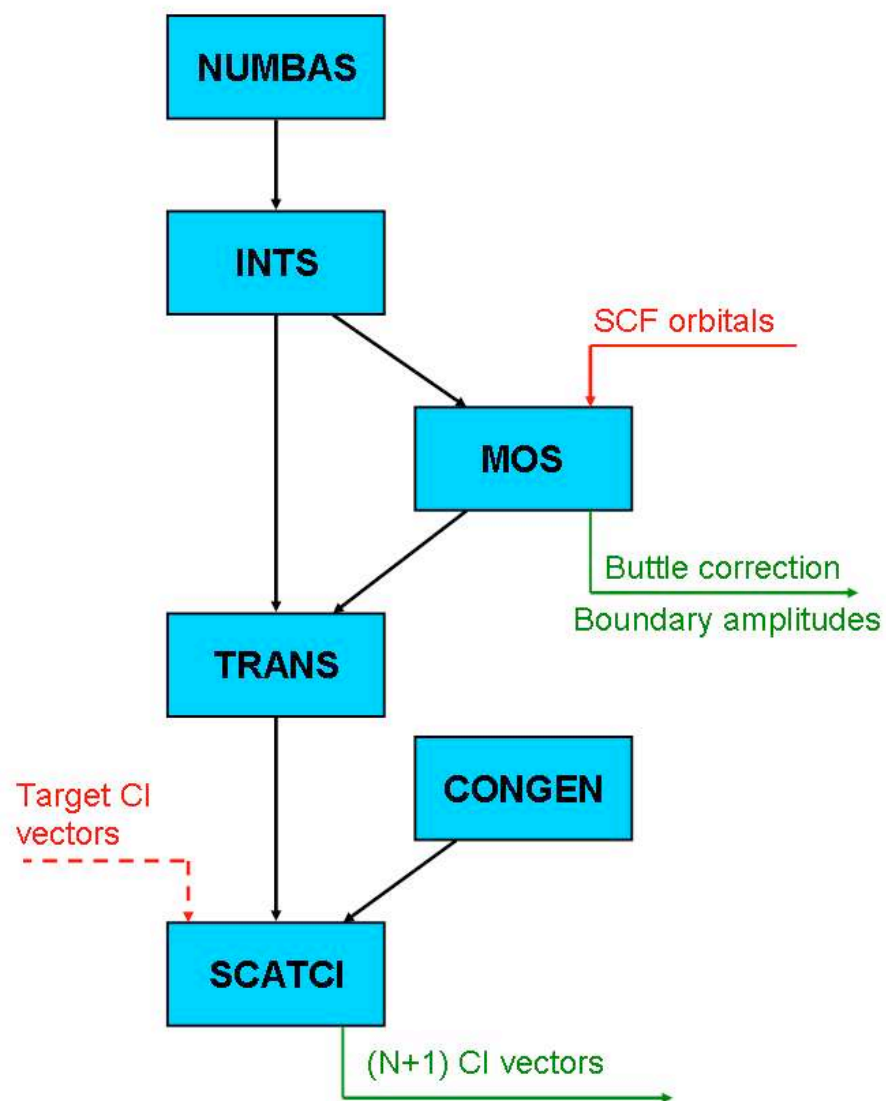 NUMBAS
INTS
SCF orbitals
MOS
Buttle correction
Boundary amplitudes
TRANS
CONGEN
Target CI
vectors
SCATCI
(N+1) CI vectors